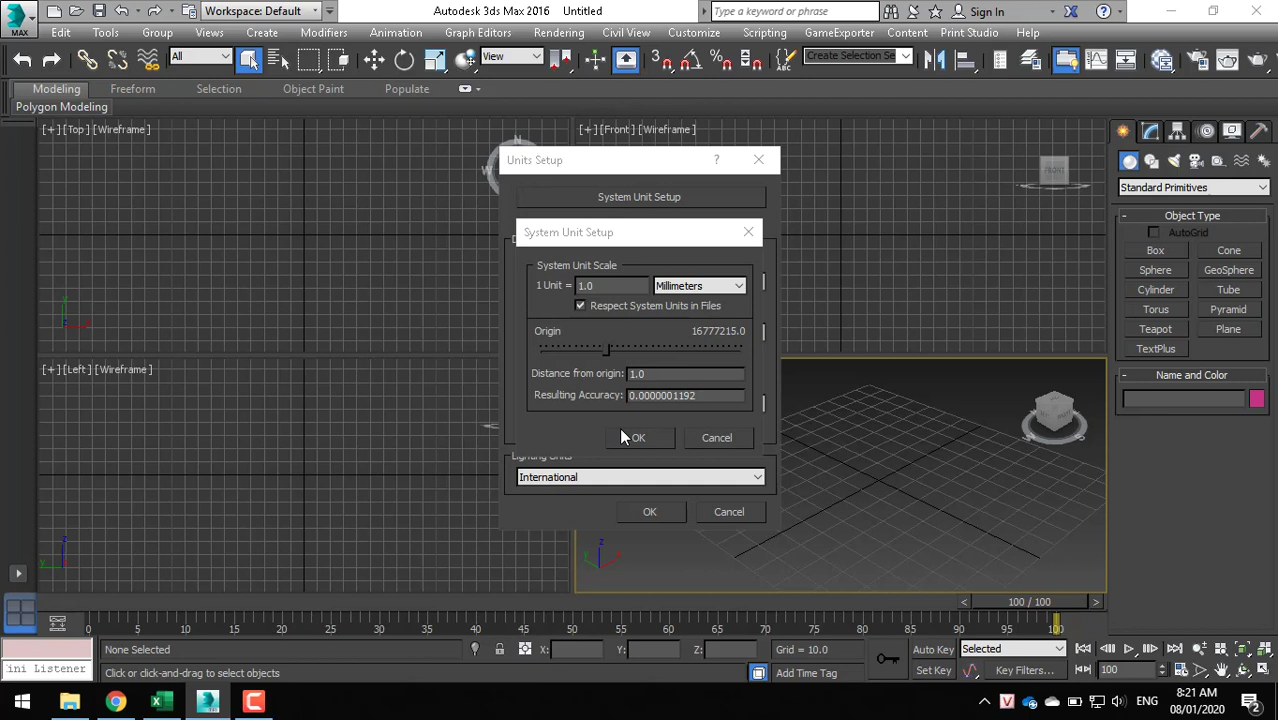 Workspace: Default
Autodesk 3ds Max 2016
Untitled
Type a keyword or phrase
Sign In
MAX
Edit
Tools
Group
Views
Create
Modifiers
Animation
Graph Editors
Rendering
Civil View
Customize
Scripting
GameExporter
Content
Print Studio
Help
All
View
Create Selection Se
Modeling
Freeform
Selection
Object Paint
Populate
Polygon Modeling
[+] [Top] [Wireframe]
[+] [Front] [Wireframe]
N
W
FRONT
Units Setup
System Unit Setup
System Unit Setup
System Unit Scale
1 Unit = 1.0 Millimeters
Respect System Units in Files
Origin 16777215.0
Distance from origin: 1.0
Resulting Accuracy: 0.0000001192
OK Cancel
Lighting Units
International
OK Cancel
[+] [Left] [Wireframe]
Standard Primitives
Object Type
AutoGrid
Box Cone
Sphere GeoSphere
Cylinder Tube
Torus Pyramid
Teapot Plane
TextPlus
Name and Color
100 / 100
0 5 10 15 20 25 30 35 40 45 50 55 60 65 70 75 80 85 90 95 100
None Selected
X:
Y:
Z:
Grid = 10.0
Auto Key
Selected
ini Listener
Click or click-and-drag to select objects
Add Time Tag
Set Key
Key Filters...
100
ENG
8:21 AM
08/01/2020